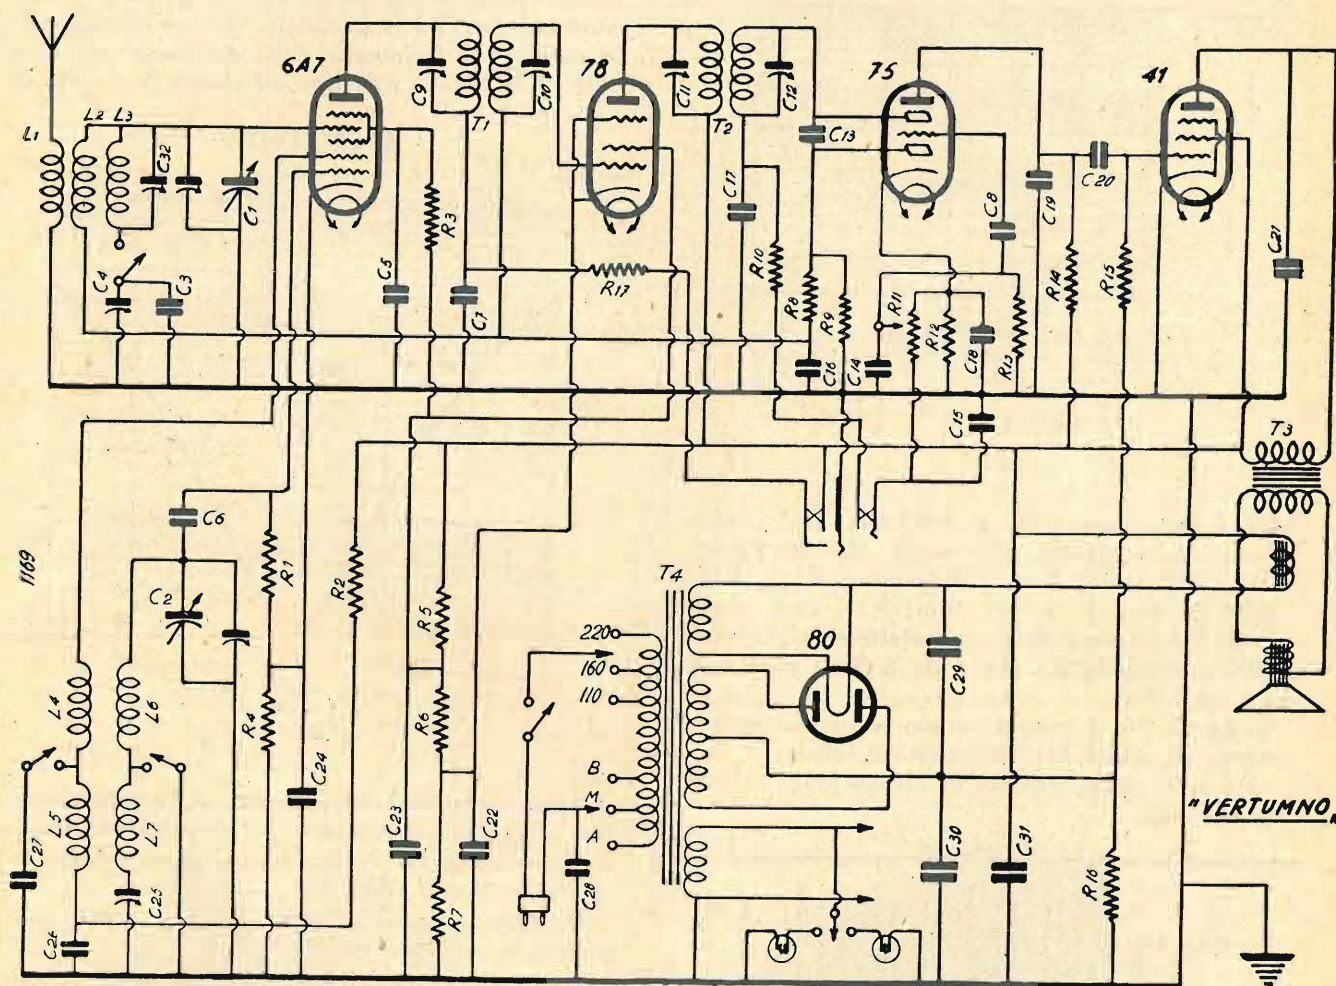 6A7
78
75
41
C9
T1
C10
C11
T2
C12
L1
L2
L3
C32
C1
C13
C8
C19
C20
C21
R3
C5
C7
R17
C17
R10
R8
R9
R11
R12
C18
R13
R14
R15
C4
C3
C16
C14
C15
T3
1169
C6
R1
R2
C2
R5
T4
80
220
160
110
C29
L4
L6
R4
R6
C24
B.
M.
A
"VERTUMNO„
C27
L5
L7
C23
C22
C28
C30
C31
R16
C25
C26
R7